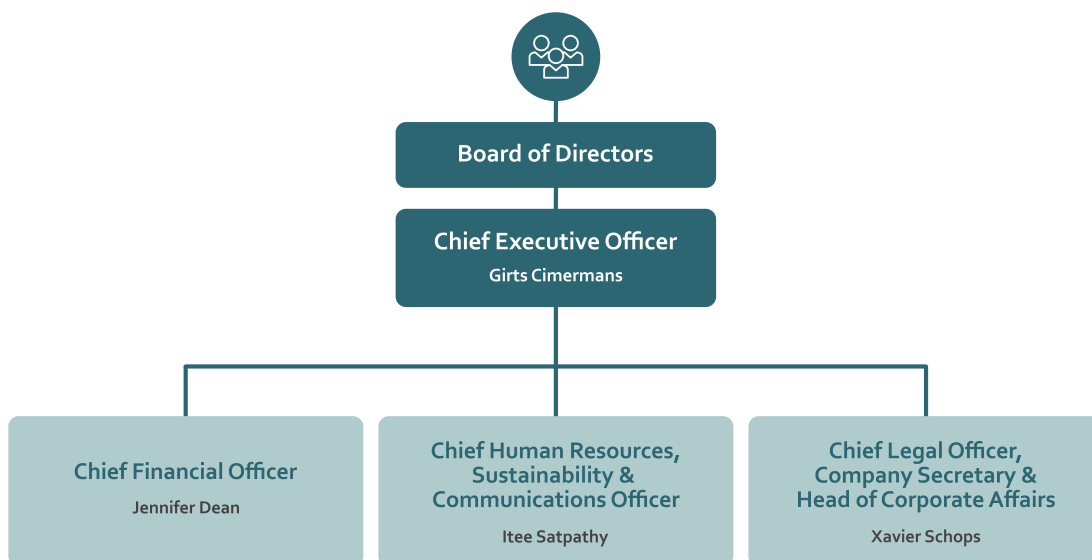 Board of Directors
Chief Executive Officer
Girts Cimermans
Chief Financial Officer
Jennifer Dean
Chief Human Resources,
Sustainability &
Communications Officer
Itee Satpathy
Chief Legal Officer,
Company Secretary &
Head of Corporate Affairs
Xavier Schops